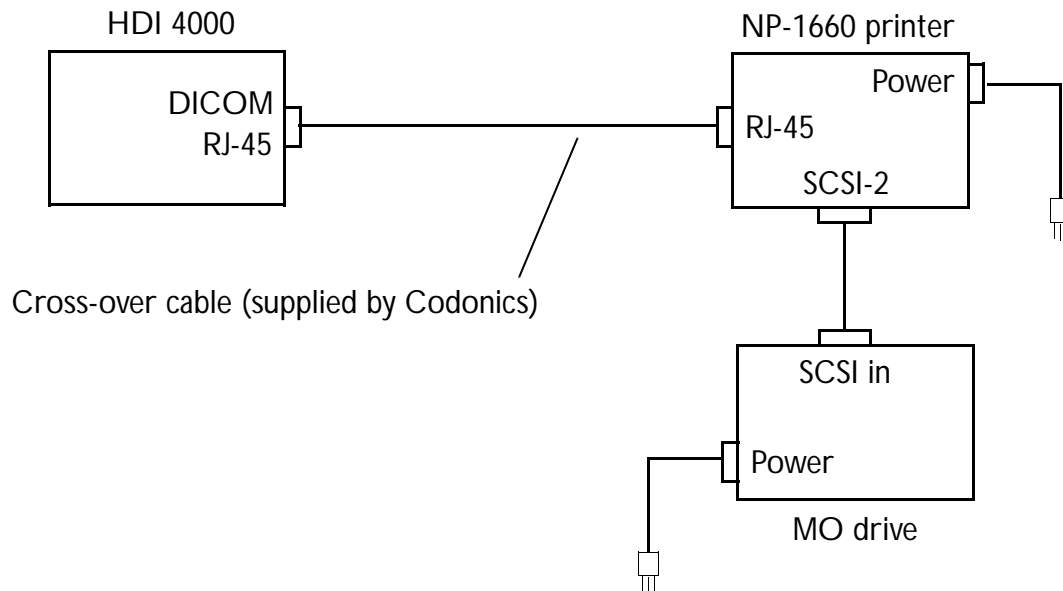 HDI 4000
NP-1660 printer
Power
DICOM
RJ-45
RJ-45
SCSI-2
Cross-over cable (supplied by Codonics)
SCSI in
Power
MO drive